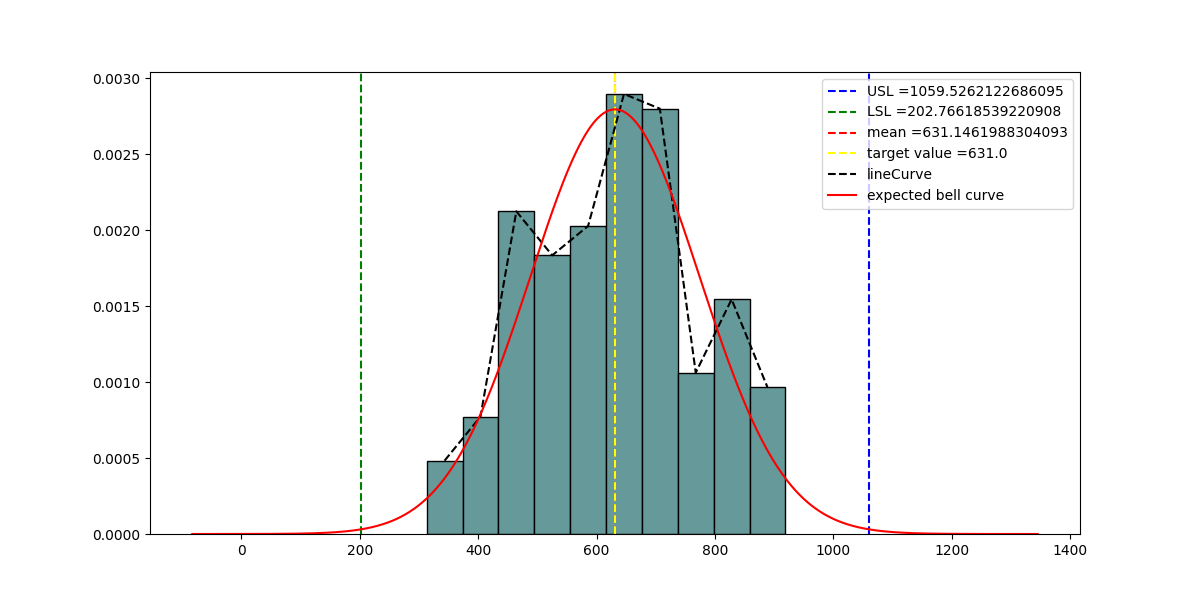 0.0030
0.0025
0.0020
0.0015
0.0010
0.0005
0.0000
0
200
400
600
800
1000
1200
1400
USL =1059.5262122686095
LSL =202.76618539220908
mean =631.1461988304093
target value =631.0
lineCurve
expected bell curve